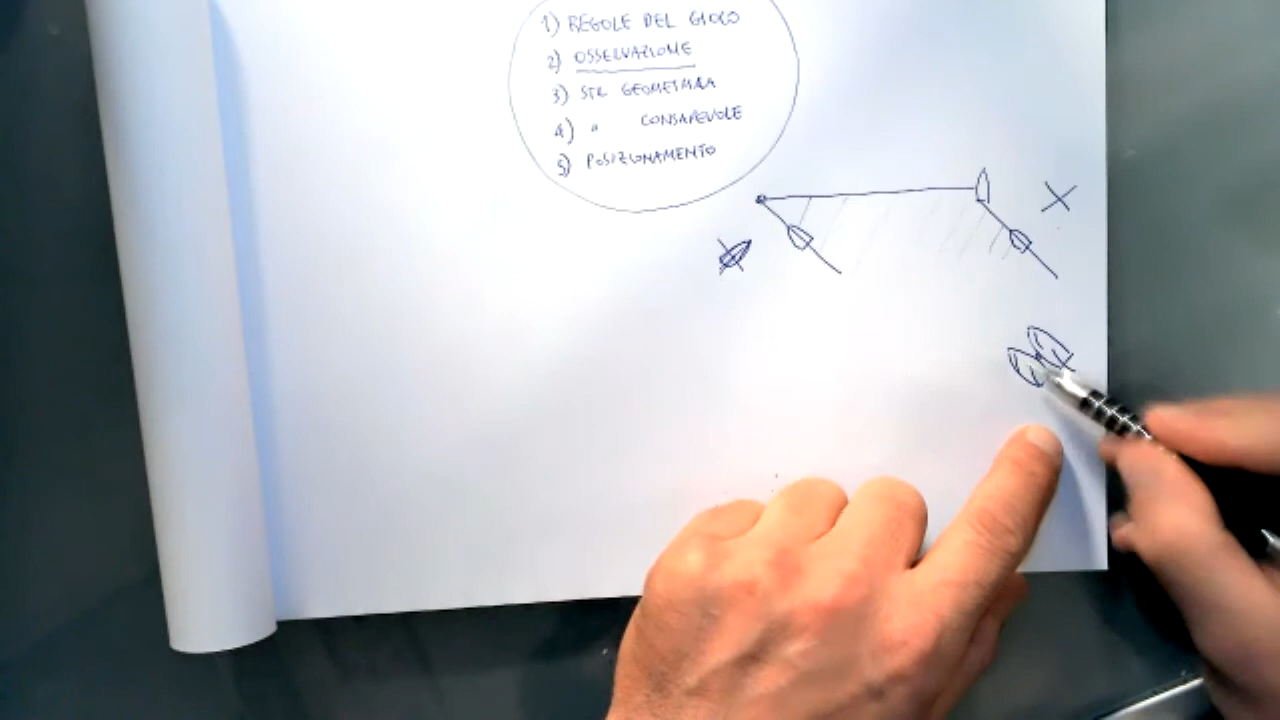 1) REGOLE DEL GIOCO
2) OSSERVAZIONE
3) STR GEOMETRICA
4) " CONSAPEVOLE
5) POSIZIONAMENTO